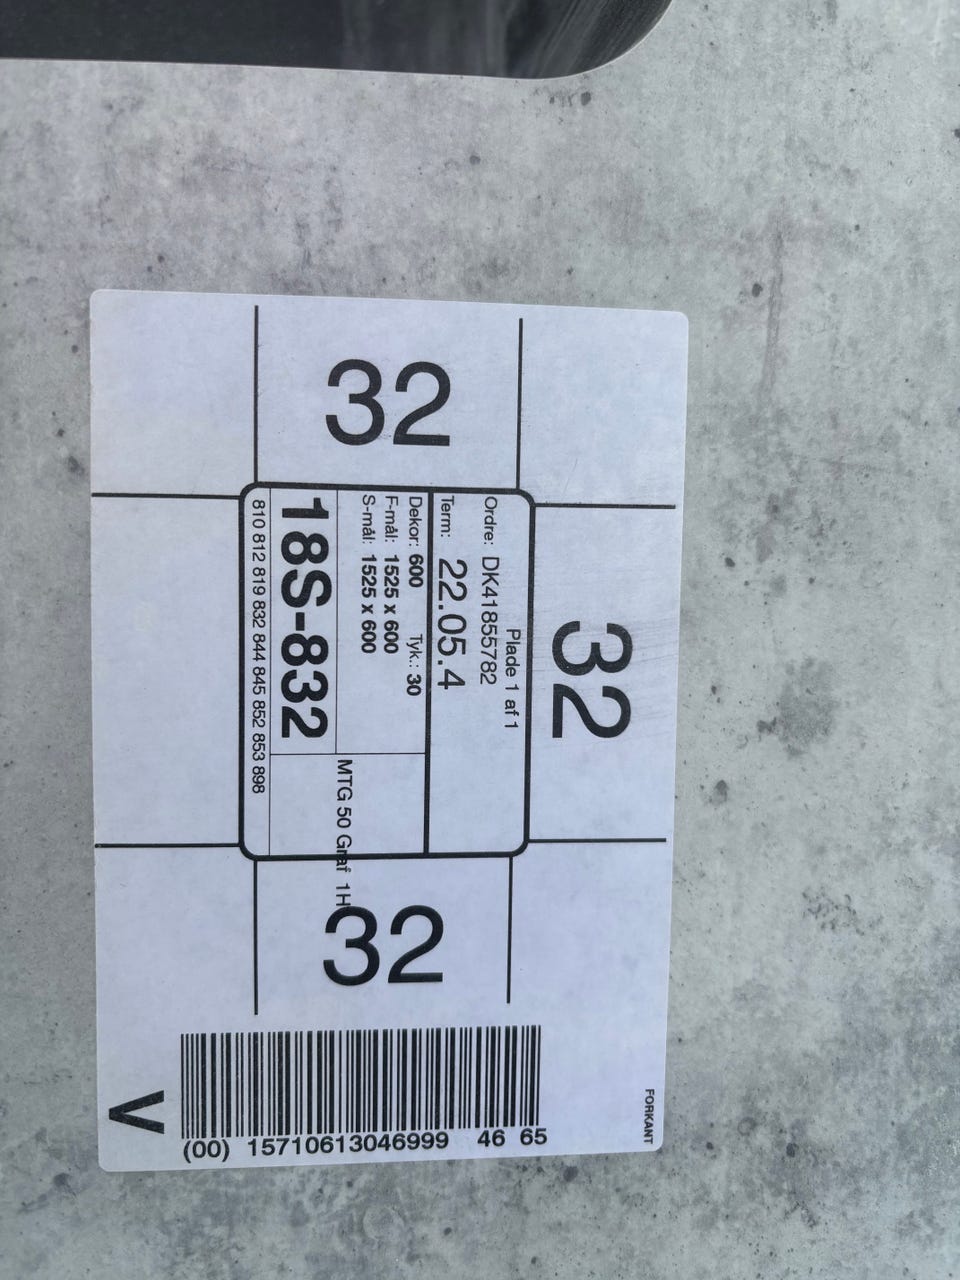 32
32
Plade 1 af 1
Ordre: DK41855782
Term: 22.05.4
Dekor: 600 Tyk.: 30
F-mål: 1525 x 600
S-mål: 1525 x 600
MTG 50 Graf 1H
18S-832
810 812 819 832 844 845 852 853 898
32
FORKANT
(00) 15710613046999 46 65
V